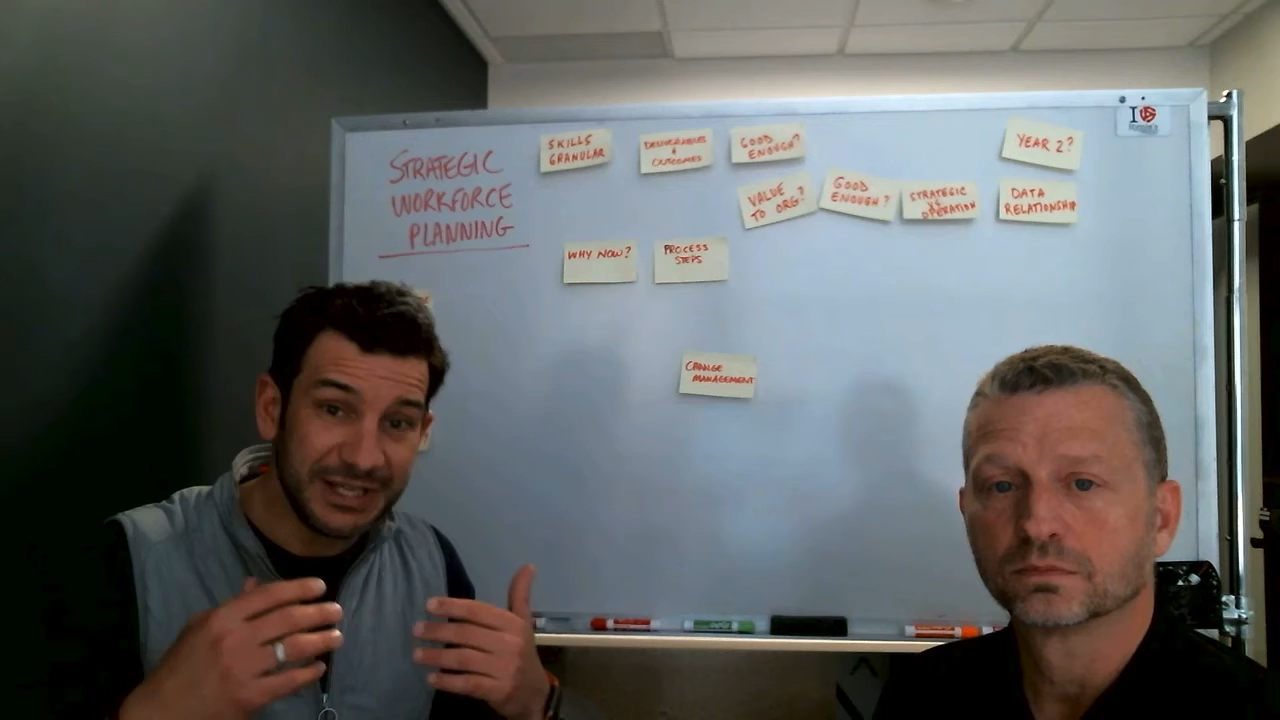 STRATEGIC
WORKFORCE
PLANNING
SKILLS
GRANULAR
DELIVERABLES
&
OUTCOMES
GOOD
ENOUGH?
YEAR 2?
VALUE
TO ORG?
GOOD
ENOUGH?
STRATEGIC
VS
OPERATION
DATA
RELATIONSHIP
WHY NOW?
PROCESS
STEPS
CHANGE
MANAGEMENT